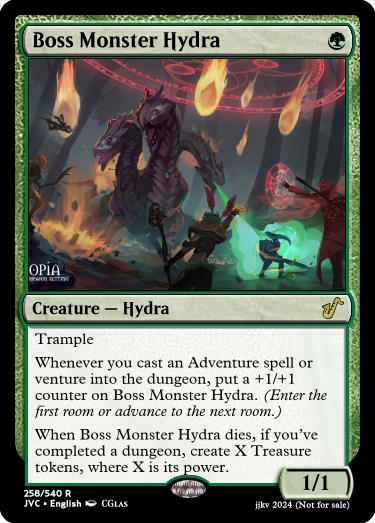 Boss Monster Hydra
OPiA
Creature — Hydra
Trample
Whenever you cast an Adventure spell or
venture into the dungeon, put a +1/+1
counter on Boss Monster Hydra. (Enter the
first room or advance to the next room.)
When Boss Monster Hydra dies, if you've
completed a dungeon, create X Treasure
tokens, where X is its power.
1/1
258/540 R
JVC • English CGLAS
jjkv 2024 (Not for sale)